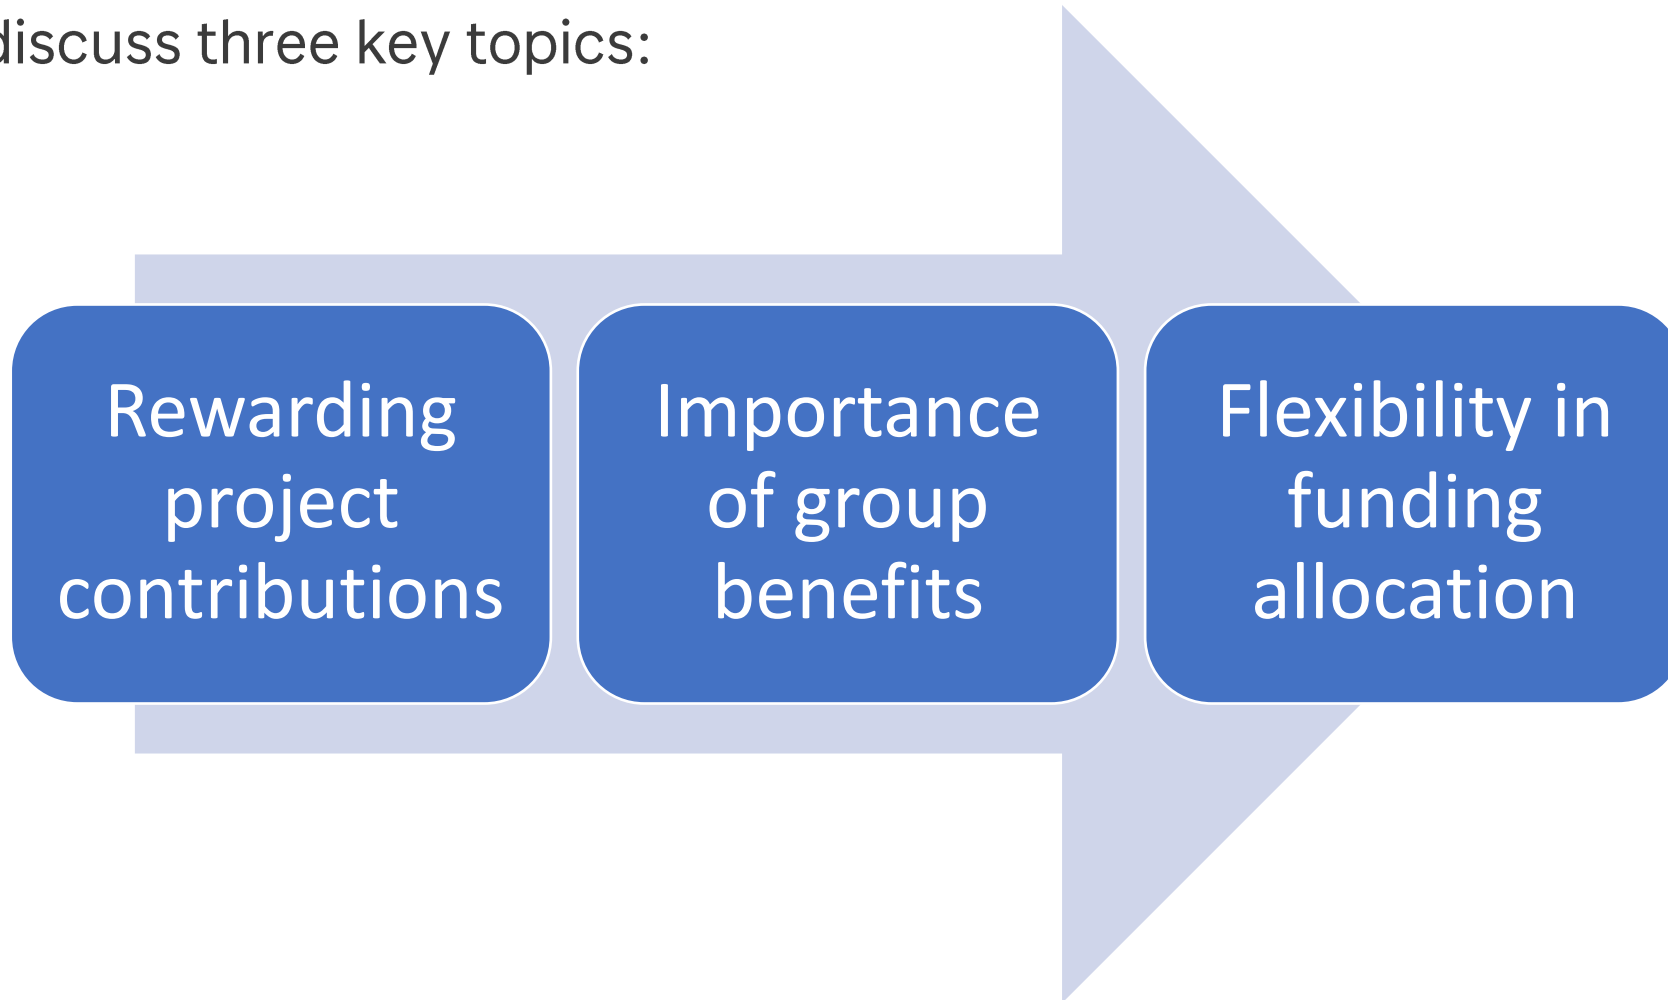 discuss three key topics:
Rewarding
project
contributions
Importance
of group
benefits
Flexibility in
funding
allocation